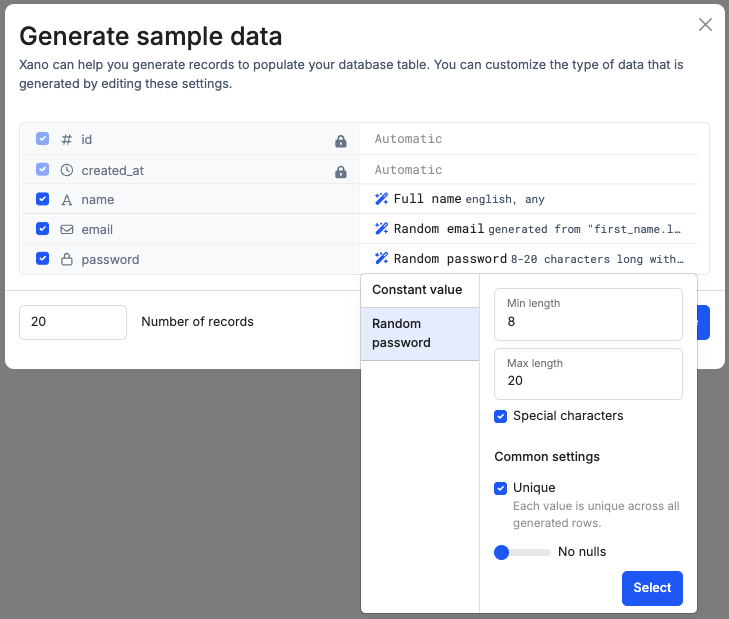 Generate sample data
Xano can help you generate records to populate your database table. You can customize the type of data that is
generated by editing these settings.
id
Automatic
created_at
Automatic
name
Full name english, any
email
Random email generated from "first_name.l…
password
Random password 8-20 characters long with…
20
Number of records
Constant value
Random
password
Min length
8
Max length
20
Special characters
Common settings
Unique
Each value is unique across all
generated rows.
No nulls
Select